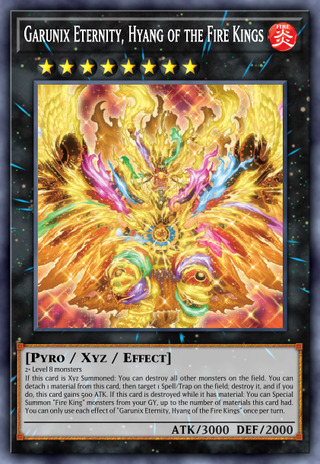 Garunix Eternity, Hyang of the Fire Kings
FIRE
炎
[Pyro / Xyz / Effect]
2+ Level 8 monsters
If this card is Xyz Summoned: You can destroy all other monsters on the field. You can
detach 1 material from this card, then target 1 Spell/Trap on the field; destroy it, and if you
do, this card gains 500 ATK. If this card is destroyed while it has material: You can Special
Summon "Fire King" monsters from your GY, up to the number of materials this card had.
You can only use each effect of "Garunix Eternity, Hyang of the Fire Kings" once per turn.
ATK/3000 DEF/2000